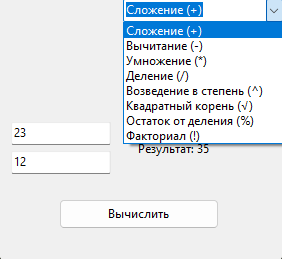 Сложение (+)
Сложение (+)
Вычитание (-)
Умножение (*)
Деление (/)
Возведение в степень (^)
Квадратный корень (√)
Остаток от деления (%)
Факториал (!)
23
Результат: 35
12
Вычислить